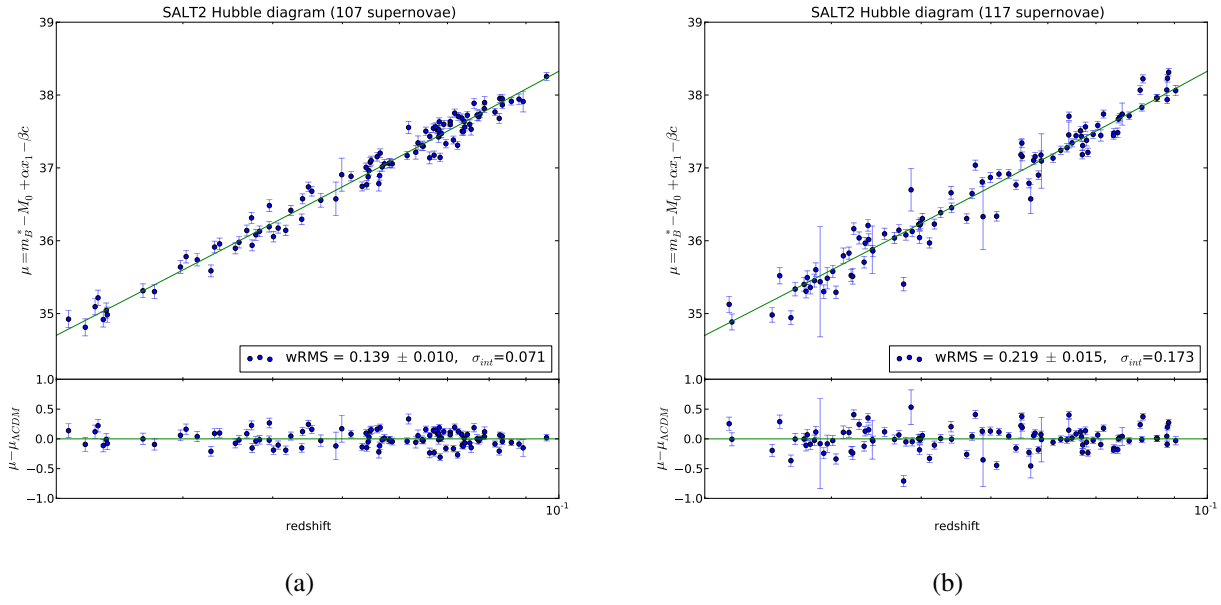 SALT2 Hubble diagram (107 supernovae)
39
38
37
36
35
μ = m*_B − M_0 + αx_1 − βc
wRMS = 0.139 ± 0.010, σ_int=0.071
1.0
0.5
0.0
−0.5
−1.0
μ−μ_ΛCDM
10^-1
redshift
(a)
SALT2 Hubble diagram (117 supernovae)
39
38
37
36
35
μ = m*_B − M_0 + αx_1 − βc
wRMS = 0.219 ± 0.015, σ_int=0.173
1.0
0.5
0.0
−0.5
−1.0
μ−μ_ΛCDM
10^-1
redshift
(b)